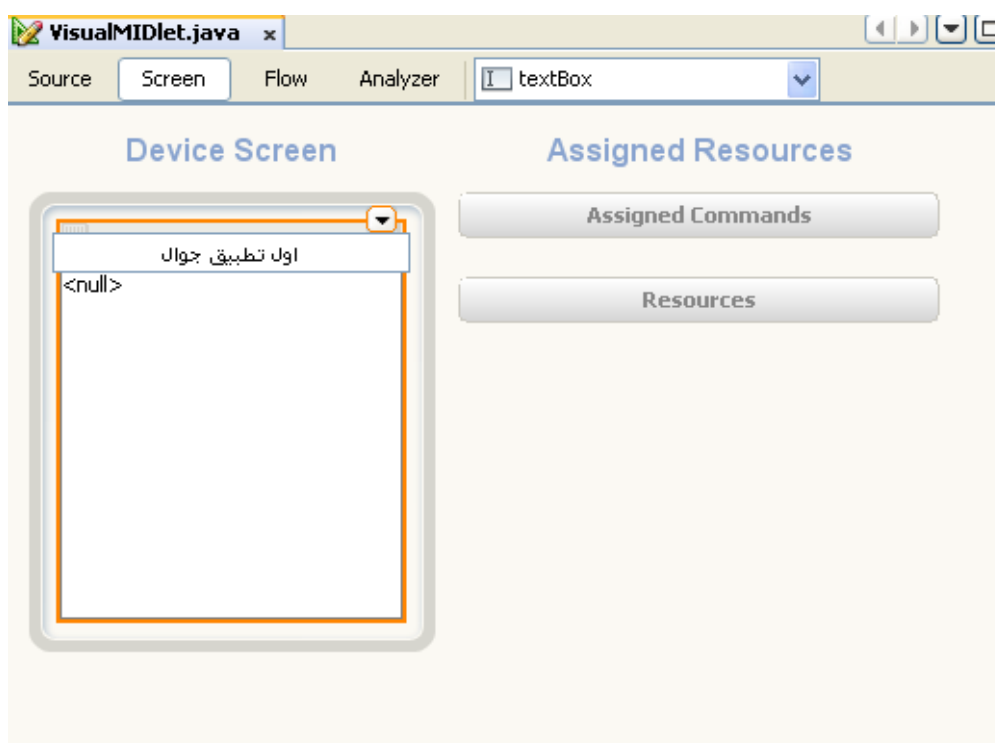 VisualMIDlet.java x
Source Screen Flow Analyzer textBox
Device Screen
Assigned Resources
Assigned Commands
اول تطبيق جوال
<null>
Resources